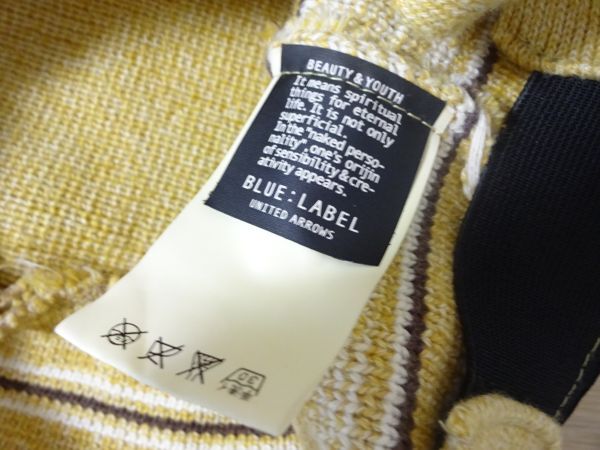 BEAUTY & YOUTH
It means spiritual
things for eternal
life. It is not only
superficial.
In the "naked perso-
nality", one's orijin
of sensibility & cre-
ativity appears.
BLUE : LABEL
UNITED ARROWS